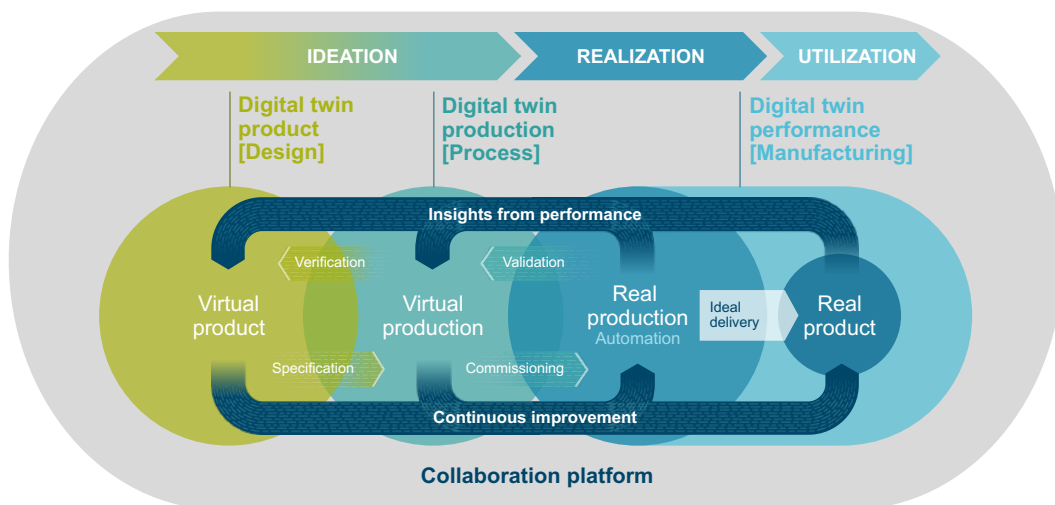 IDEATION
REALIZATION
UTILIZATION
Digital twin
product
[Design]
Digital twin
production
[Process]
Digital twin
performance
[Manufacturing]
Insights from performance
Verification
Validation
Virtual
product
Virtual
production
Real
production
Automation
Ideal
delivery
Real
product
Specification
Commissioning
Continuous improvement
Collaboration platform